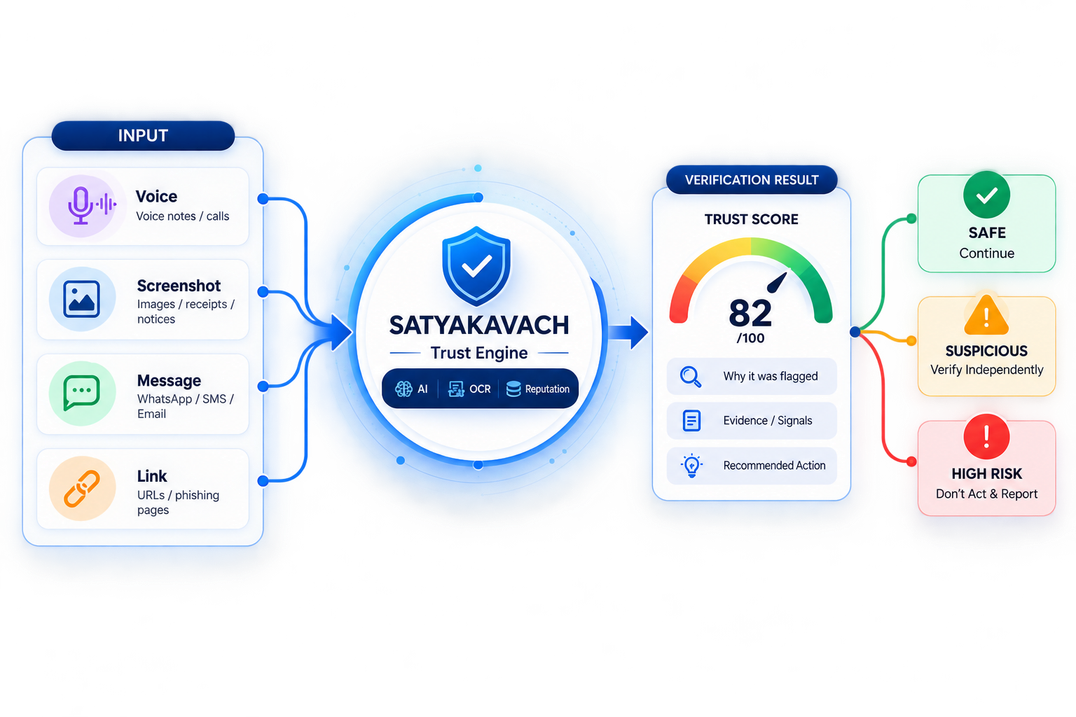 INPUT
Voice
Voice notes / calls
Screenshot
Images / receipts /
notices
Message
WhatsApp / SMS /
Email
Link
URLs / phishing
pages
SATYAKAVACH
Trust Engine
AI
OCR
Reputation
VERIFICATION RESULT
TRUST SCORE
82
/100
Why it was flagged
Evidence / Signals
Recommended Action
SAFE
Continue
SUSPICIOUS
Verify Independently
HIGH RISK
Don't Act & Report